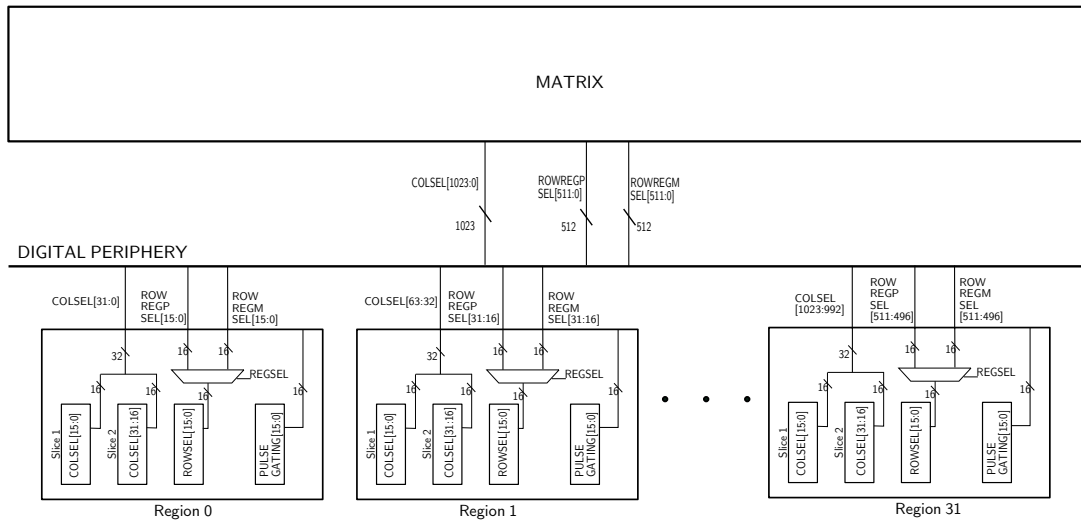 MATRIX
COLSEL[1023:0]
ROWREGP
SEL[511:0]
ROWREGM
SEL[511:0]
1023
512
512
DIGITAL PERIPHERY
COLSEL[31:0]
ROW
REGP
SEL[15:0]
ROW
REGM
SEL[15:0]
32
16
16
16
16
16
16
REGSEL
Slice 1
COLSEL[15:0]
Slice 2
COLSEL[31:16]
ROWSEL[15:0]
PULSE
GATING[15:0]
Region 0
COLSEL[63:32]
ROW
REGP
SEL[31:16]
ROW
REGM
SEL[31:16]
32
16
16
16
16
16
16
REGSEL
Slice 1
COLSEL[15:0]
Slice 2
COLSEL[31:16]
ROWSEL[15:0]
PULSE
GATING[15:0]
Region 1
COLSEL
[1023:992]
ROW
REGP
SEL
[511:496]
ROW
REGM
SEL
[511:496]
32
16
16
16
16
16
16
REGSEL
Slice 1
COLSEL[15:0]
Slice 2
COLSEL[31:16]
ROWSEL[15:0]
PULSE
GATING[15:0]
Region 31